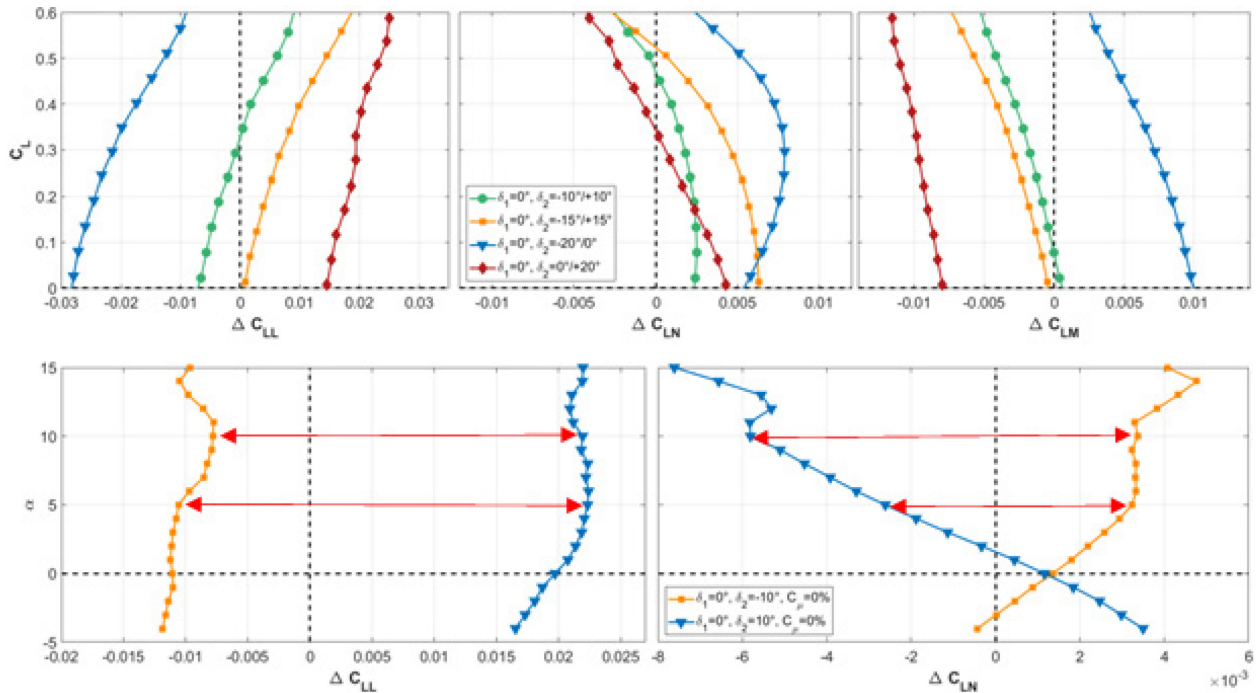 0.6
0.5
0.4
0.3
0.2
0.1
0
C_L
-0.03 -0.02 -0.01 0 0.01 0.02 0.03
Δ C_LL
δ₁=0°, δ₂=-10°/+10°
δ₁=0°, δ₂=-15°/+15°
δ₁=0°, δ₂=-20°/0°
δ₁=0°, δ₂=0°/+20°
-0.01 -0.005 0 0.005 0.01
Δ C_LN
-0.01 -0.005 0 0.005 0.01
Δ C_LM
15
10
5
0
-5
α
-0.02 -0.015 -0.01 -0.005 0 0.005 0.01 0.015 0.02 0.025
Δ C_LL
δ₁=0°, δ₂=-10°, C_μ=0%
δ₁=0°, δ₂=10°, C_μ=0%
-8 -6 -4 -2 0 2 4 6
×10⁻³
Δ C_LN